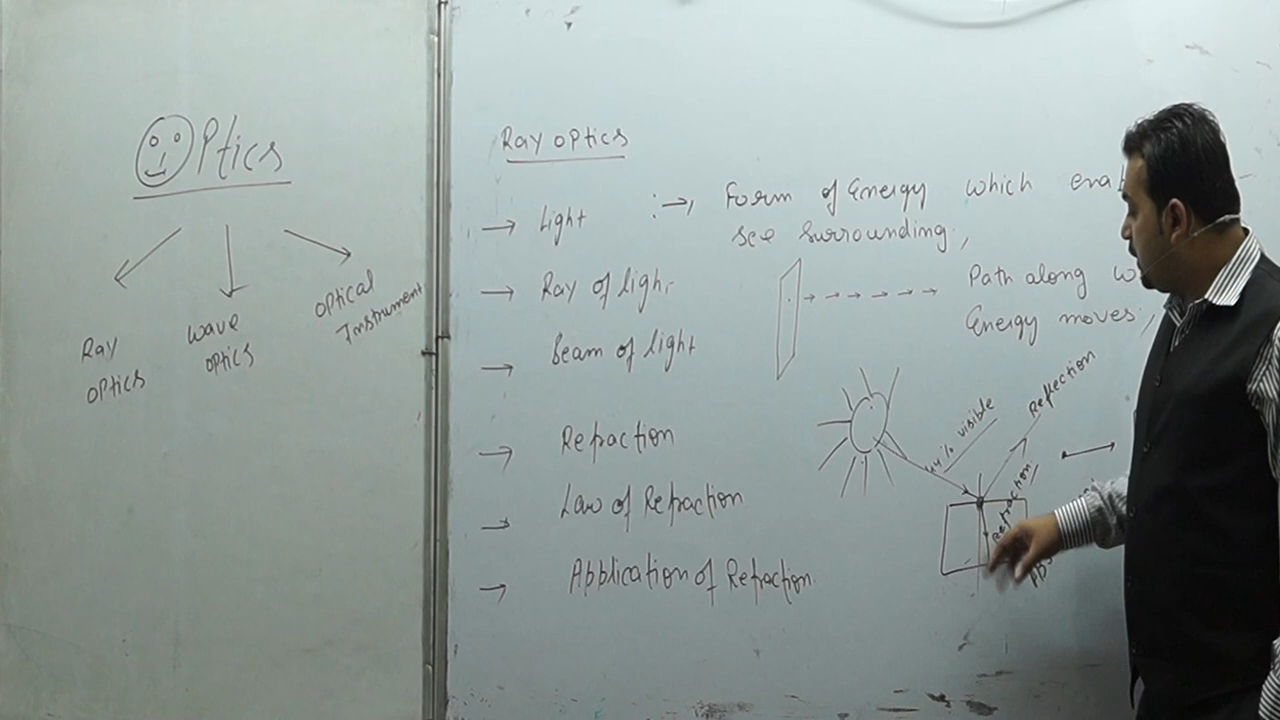 OPtics
Ray
OPtics
wave
OPtics
OPtical
Instrument
Ray OPtics
→ Light :→, Form of Energy which
see surrounding,
→ Ray of light
Path along
Energy moves,
→ Beam of light
→ Refraction
→ Law of Refraction
→ Application of Refraction.
44% visible
Reflection
Refraction